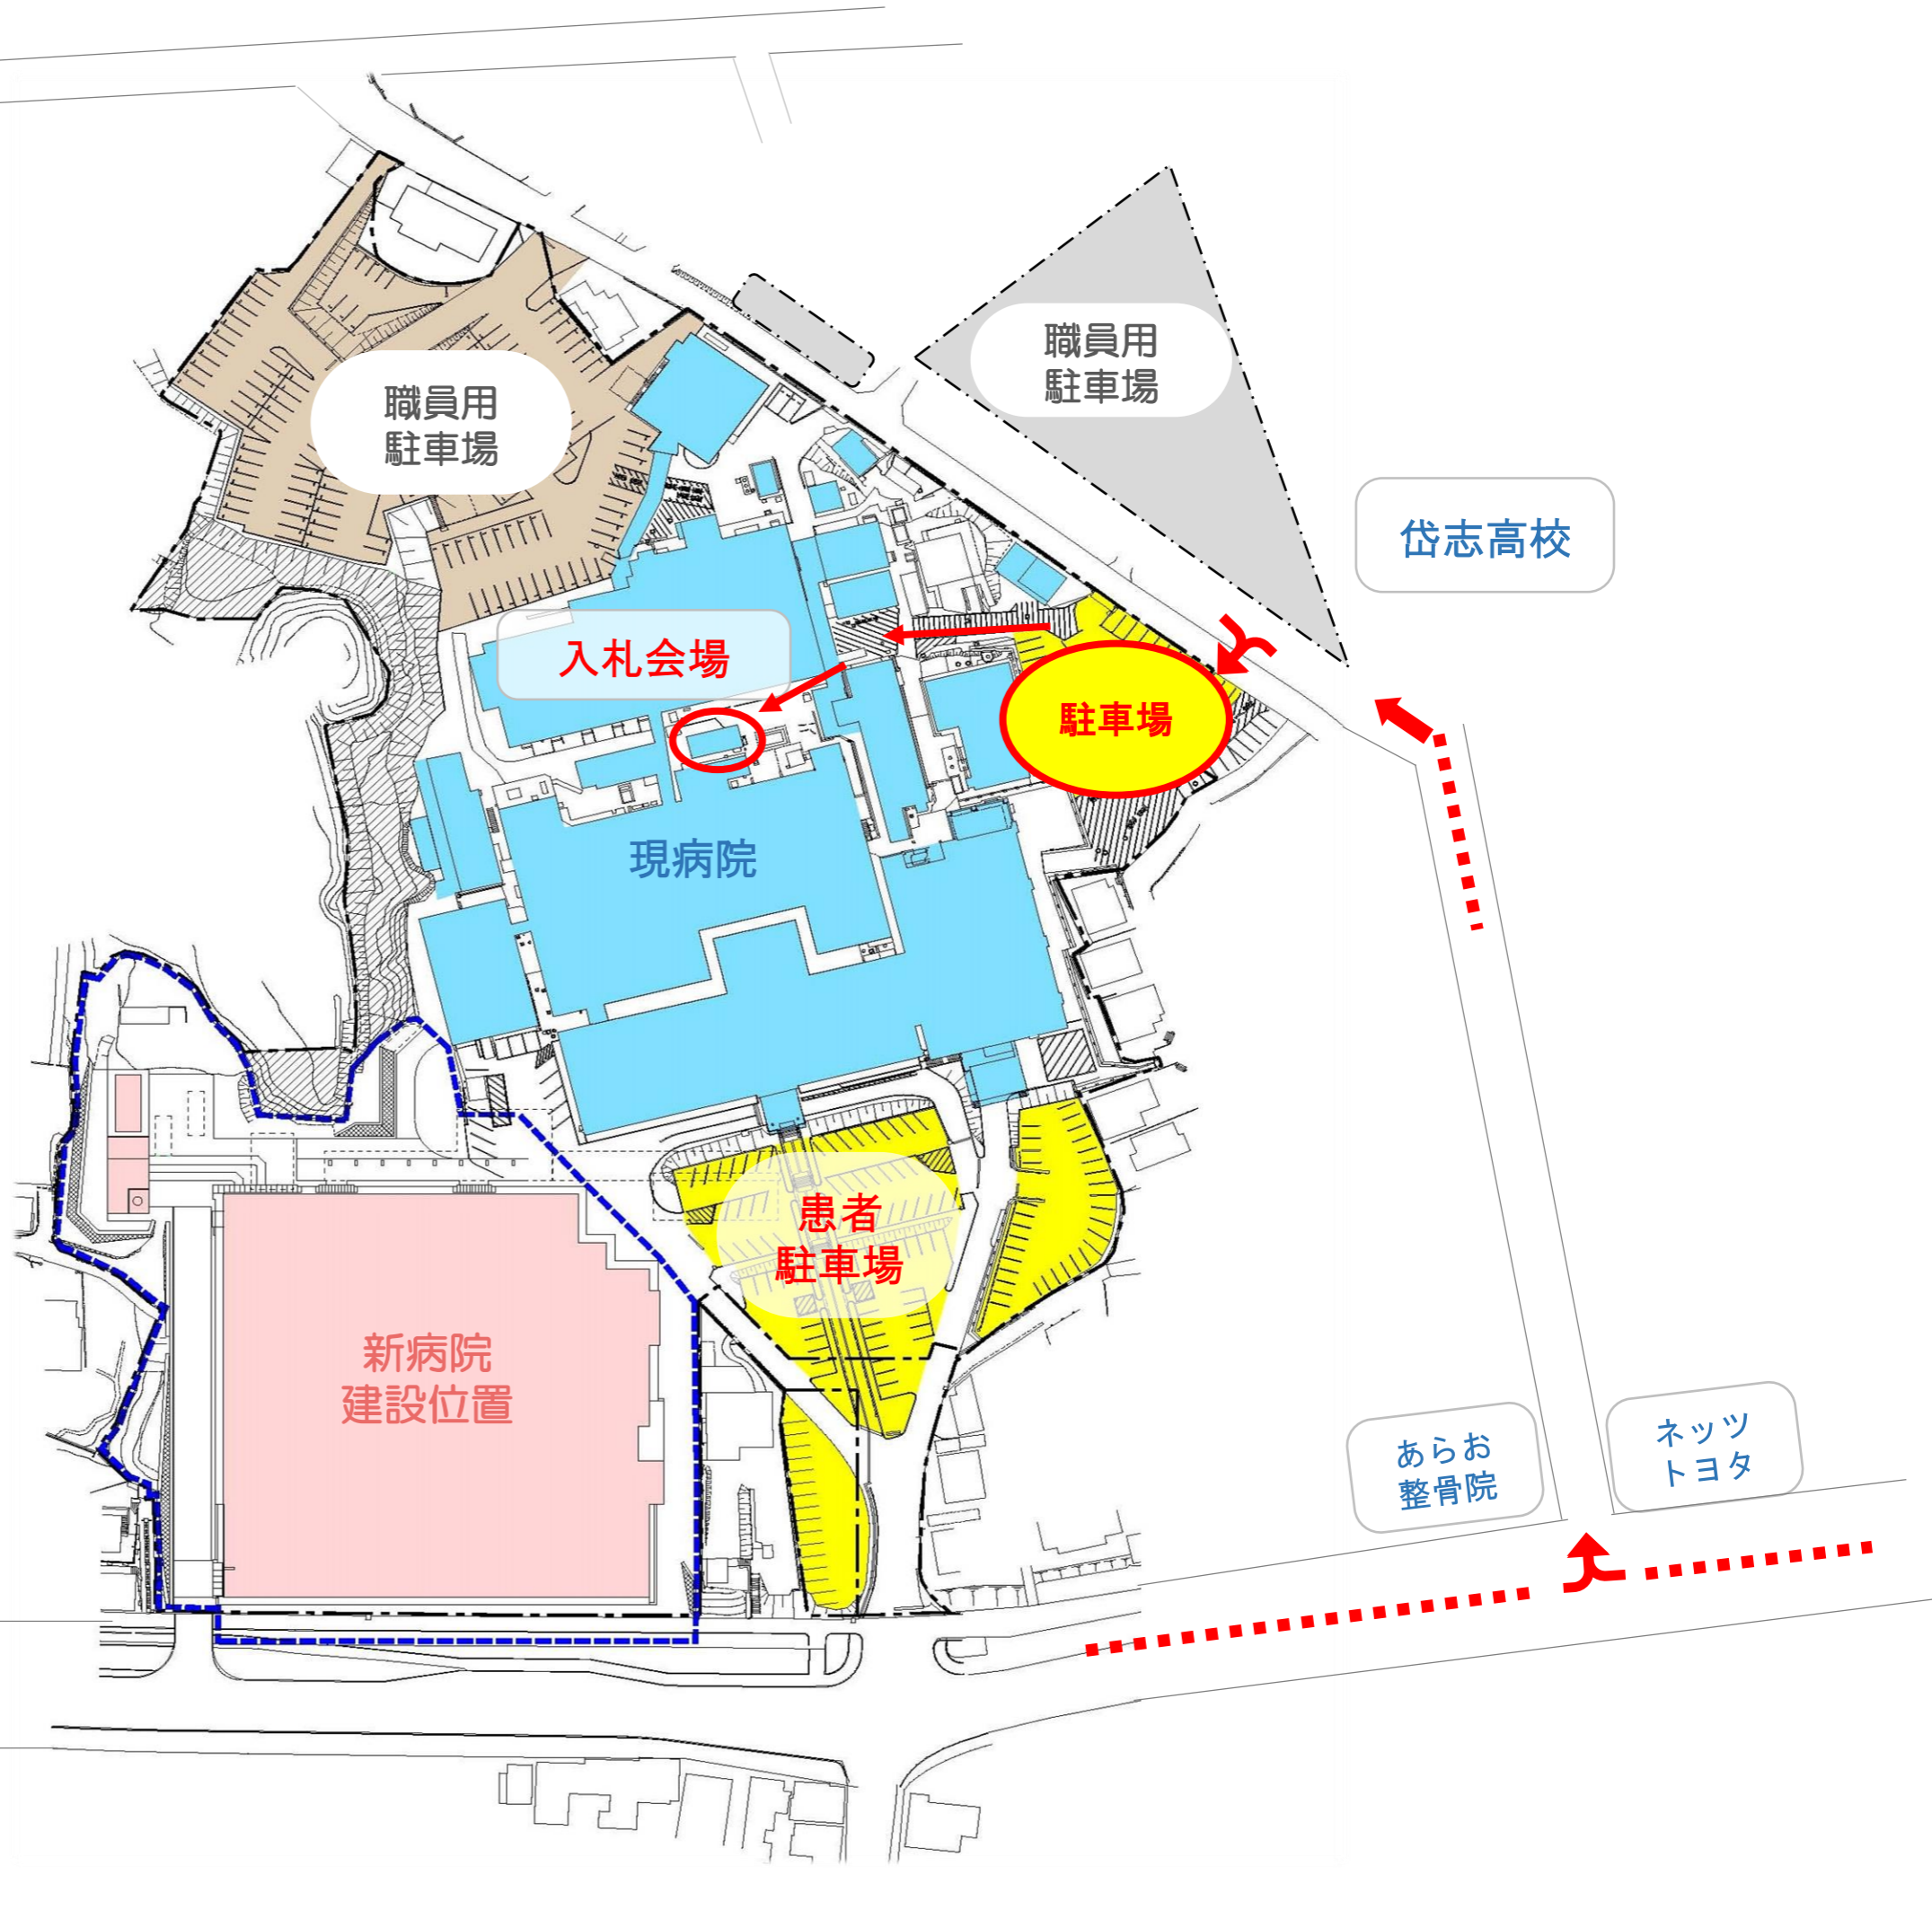 職員用
駐車場
職員用
駐車場
岱志高校
入札会場
駐車場
現病院
患者
駐車場
新病院
建設位置
あらお
整骨院
ネッツ
トヨタ